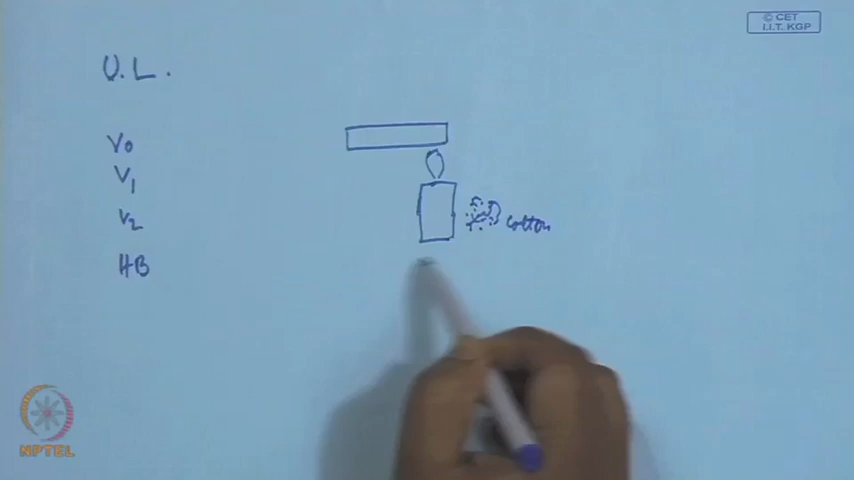 © CET
I.I.T. KGP
U.L.
V0
V1
V2
HB
cotton
NPTEL